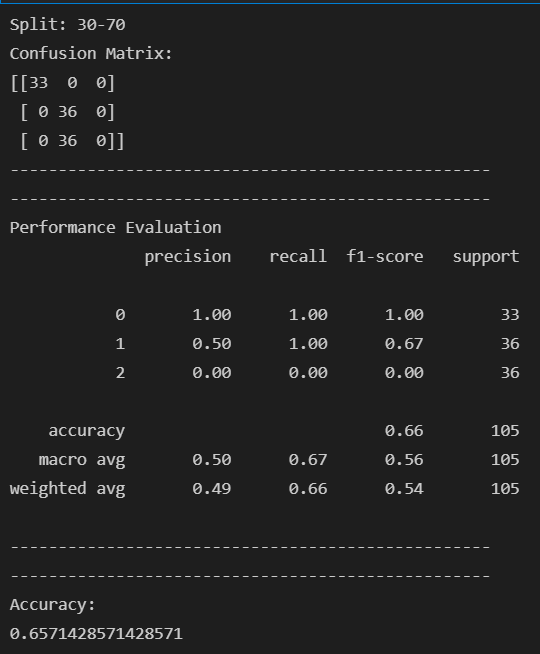 Split: 30-70
Confusion Matrix:
[[33  0  0]
 [ 0 36  0]
 [ 0 36  0]]
--------------------------------------------------
--------------------------------------------------
Performance Evaluation
              precision    recall  f1-score   support

           0       1.00      1.00      1.00        33
           1       0.50      1.00      0.67        36
           2       0.00      0.00      0.00        36

    accuracy                           0.66       105
   macro avg       0.50      0.67      0.56       105
weighted avg       0.49      0.66      0.54       105

--------------------------------------------------
--------------------------------------------------
Accuracy:
0.6571428571428571